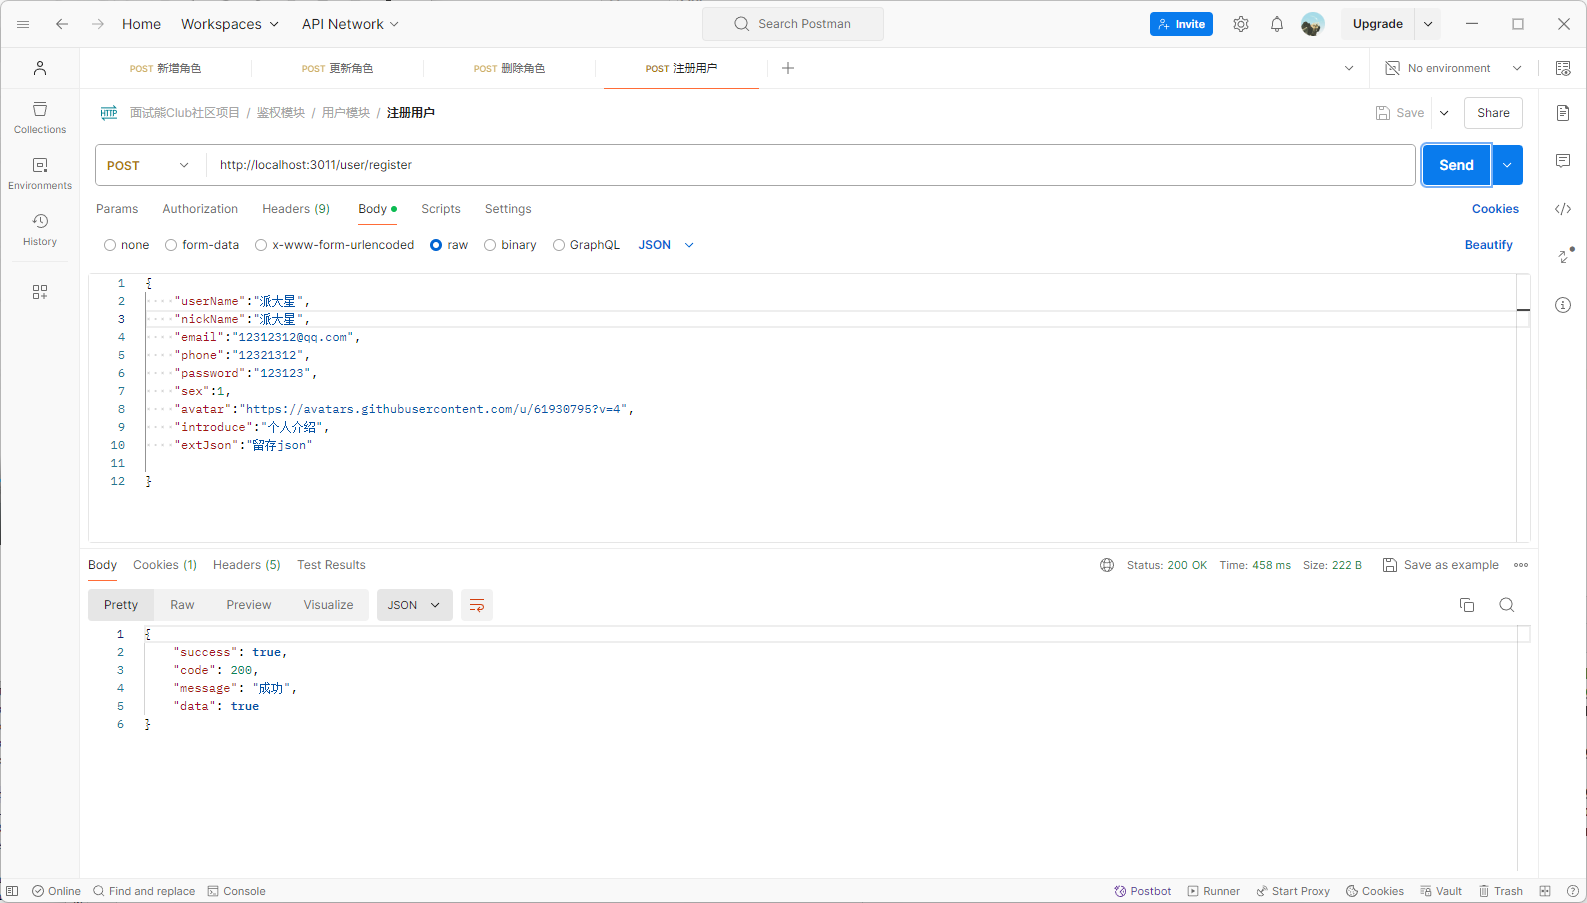 Home Workspaces API Network Search Postman Invite Upgrade
POST 新增角色 POST 更新角色 POST 删除角色 POST 注册用户 No environment
HTTP 面试熊Club社区项目 / 鉴权模块 / 用户模块 / 注册用户 Save Share
Collections
POST http://localhost:3011/user/register Send
Environments
Params Authorization Headers (9) Body Scripts Settings Cookies
History
none form-data x-www-form-urlencoded raw binary GraphQL JSON Beautify
1 {
2 "userName":"派大星",
3 "nickName":"派大星",
4 "email":"12312312@qq.com",
5 "phone":"12321312",
6 "password":"123123",
7 "sex":1,
8 "avatar":"https://avatars.githubusercontent.com/u/61930795?v=4",
9 "introduce":"个人介绍",
10 "extJson":"留存json"
11
12 }
Body Cookies (1) Headers (5) Test Results Status: 200 OK Time: 458 ms Size: 222 B Save as example
Pretty Raw Preview Visualize JSON
1 {
2 "success": true,
3 "code": 200,
4 "message": "成功",
5 "data": true
6 }
Online Find and replace Console Postbot Runner Start Proxy Cookies Vault Trash